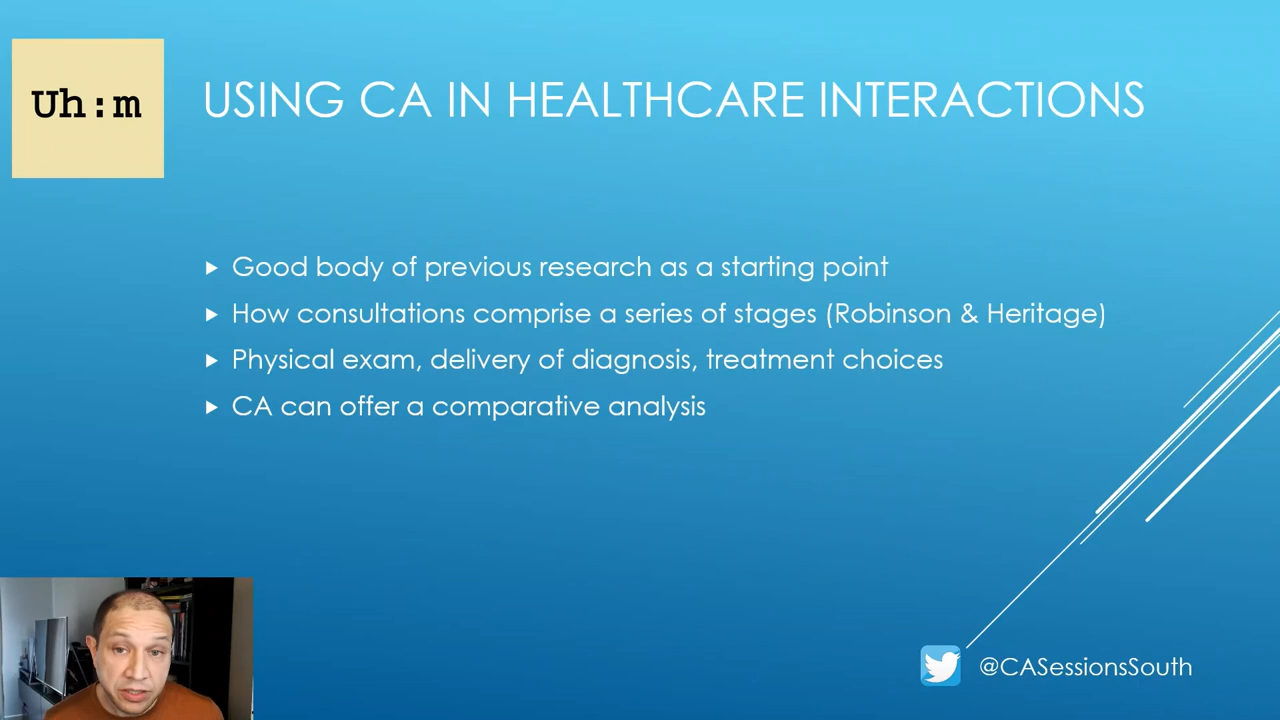 Uh:m
USING CA IN HEALTHCARE INTERACTIONS
Good body of previous research as a starting point
How consultations comprise a series of stages (Robinson & Heritage)
Physical exam, delivery of diagnosis, treatment choices
CA can offer a comparative analysis
@CASessionsSouth